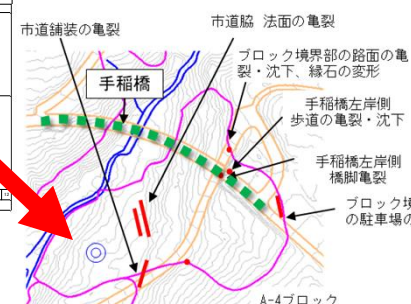 市道舗装の亀裂
市道脇 法面の亀裂
ブロック境界部の路面の亀
裂・沈下、縁石の変形
手稲橋
手稲橋左岸側
歩道の亀裂・沈下
手稲橋左岸側
橋脚亀裂
ブロック境
の駐車場の
A-4ブロック